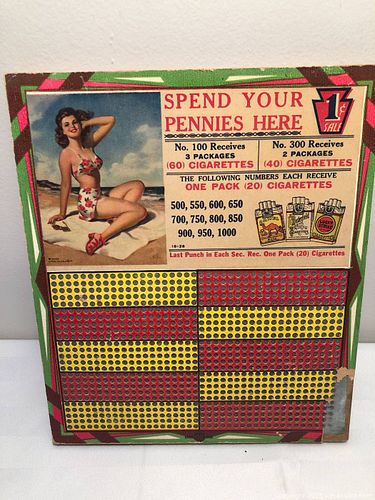 SPEND YOUR
PENNIES HERE
1¢
SALE
No. 100 Receives
3 PACKAGES
(60) CIGARETTES
No. 300 Receives
2 PACKAGES
(40) CIGARETTES
THE FOLLOWING NUMBERS EACH RECEIVE
ONE PACK (20) CIGARETTES
500, 550, 600, 650
700, 750, 800, 850
900, 950, 1000
Last Punch in Each Sec. Rec. One Pack (20) Cigarettes